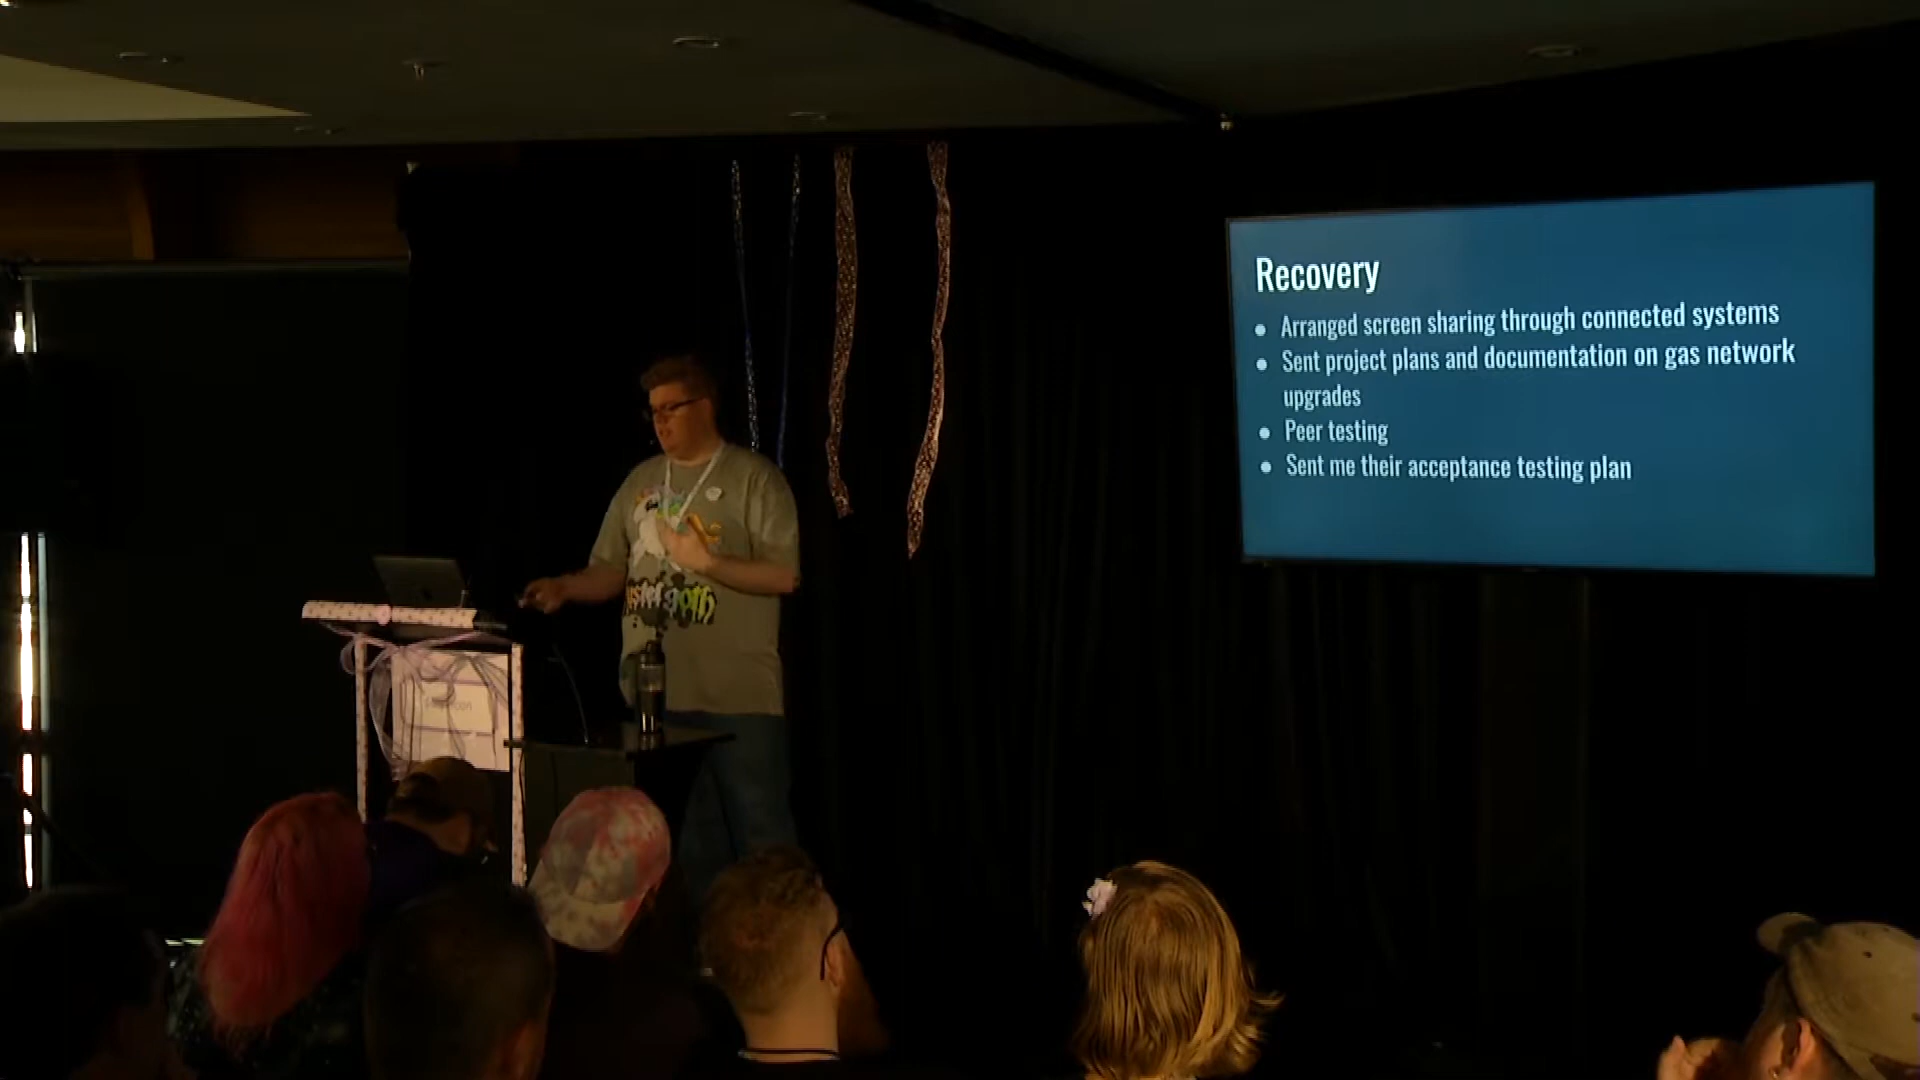 Recovery
Arranged screen sharing through connected systems
Sent project plans and documentation on gas network
upgrades
Peer testing
Sent me their acceptance testing plan
goth